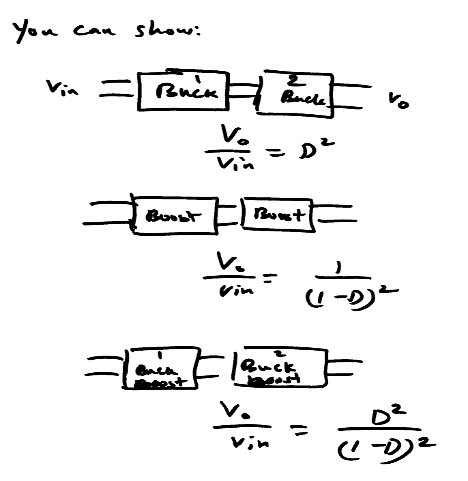 You can show:
Vin 1 Buck 2 Buck Vo
Vo/Vin = D²
Boost Boost
Vo/Vin = 1/(1-D)²
1 Buck Boost 2 Buck Boost
Vo/Vin = D²/(1-D)²